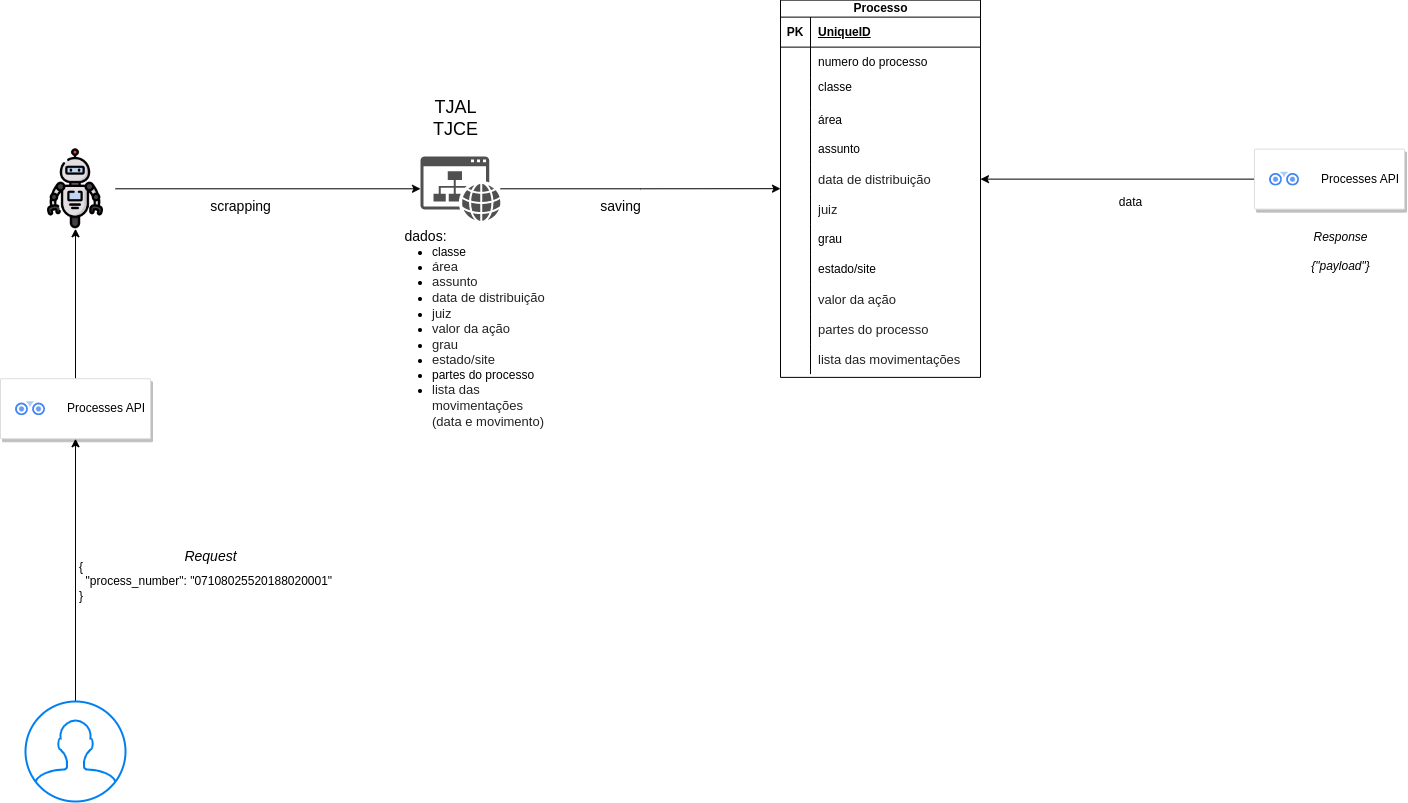 Processo
PK UniqueID
numero do processo
classe
área
assunto
data de distribuição
juiz
grau
estado/site
valor da ação
partes do processo
lista das movimentações
TJAL
TJCE
scrapping
saving
dados:
classe
área
assunto
data de distribuição
juiz
valor da ação
grau
estado/site
partes do processo
lista das
movimentações
(data e movimento)
Processes API
data
Response
{"payload"}
Processes API
Request
{
"process_number": "07108025520188020001"
}